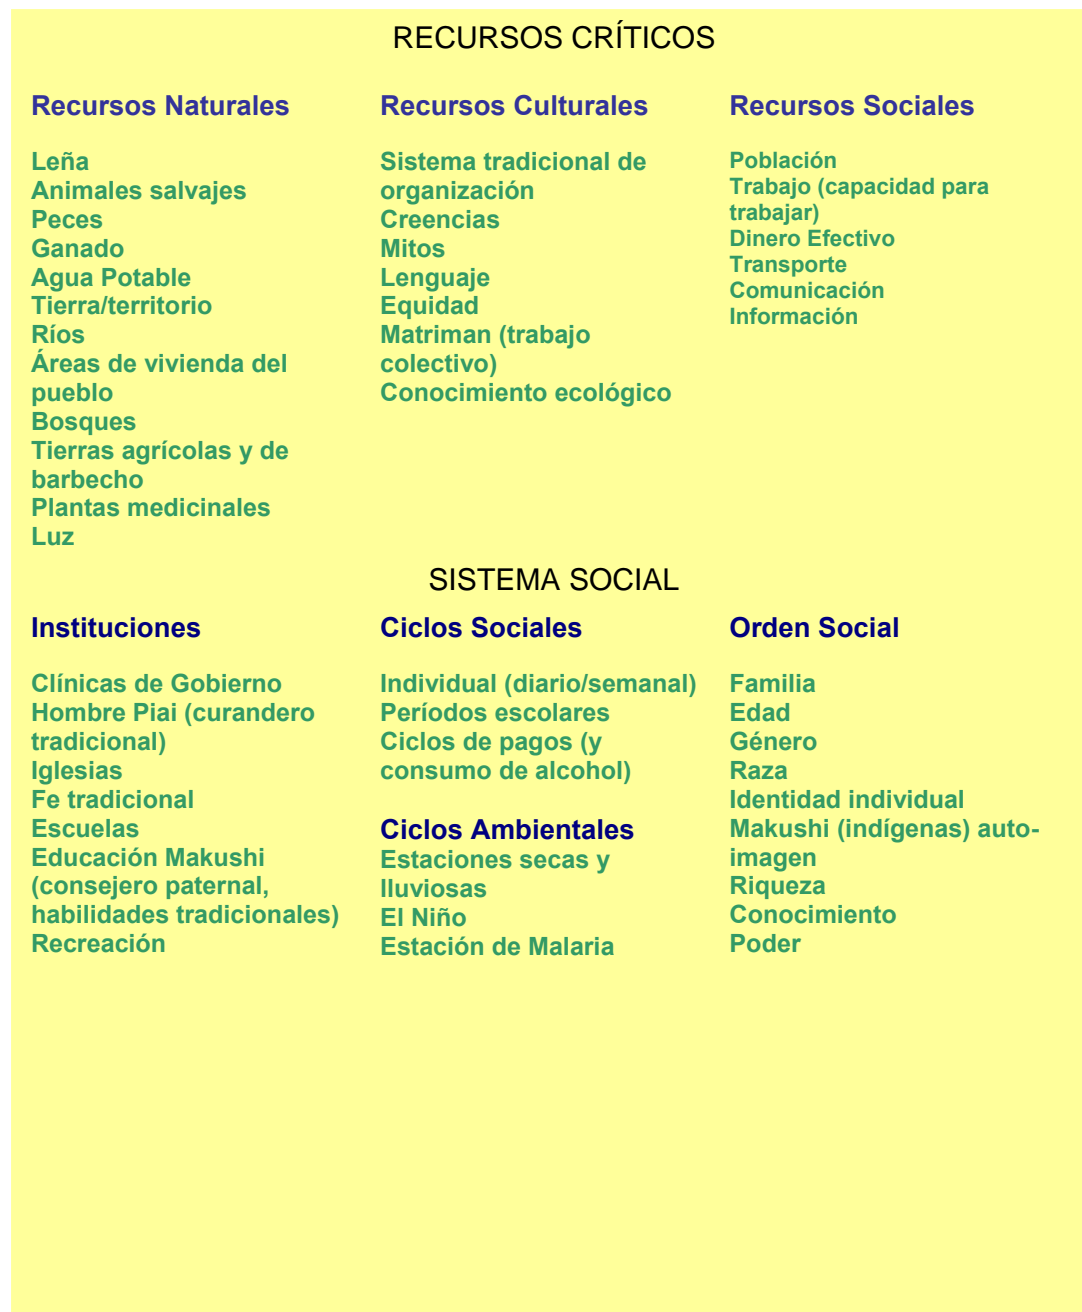 RECURSOS CRÍTICOS
Recursos Naturales
Leña
Animales salvajes
Peces
Ganado
Agua Potable
Tierra/territorio
Ríos
Áreas de vivienda del
pueblo
Bosques
Tierras agrícolas y de
barbecho
Plantas medicinales
Luz
Recursos Culturales
Sistema tradicional de
organización
Creencias
Mitos
Lenguaje
Equidad
Matriman (trabajo
colectivo)
Conocimiento ecológico
Recursos Sociales
Población
Trabajo (capacidad para
trabajar)
Dinero Efectivo
Transporte
Comunicación
Información
SISTEMA SOCIAL
Instituciones
Clínicas de Gobierno
Hombre Piai (curandero
tradicional)
Iglesias
Fe tradicional
Escuelas
Educación Makushi
(consejero paternal,
habilidades tradicionales)
Recreación
Ciclos Sociales
Individual (diario/semanal)
Períodos escolares
Ciclos de pagos (y
consumo de alcohol)
Ciclos Ambientales
Estaciones secas y
lluviosas
El Niño
Estación de Malaria
Orden Social
Familia
Edad
Género
Raza
Identidad individual
Makushi (indígenas) auto-
imagen
Riqueza
Conocimiento
Poder